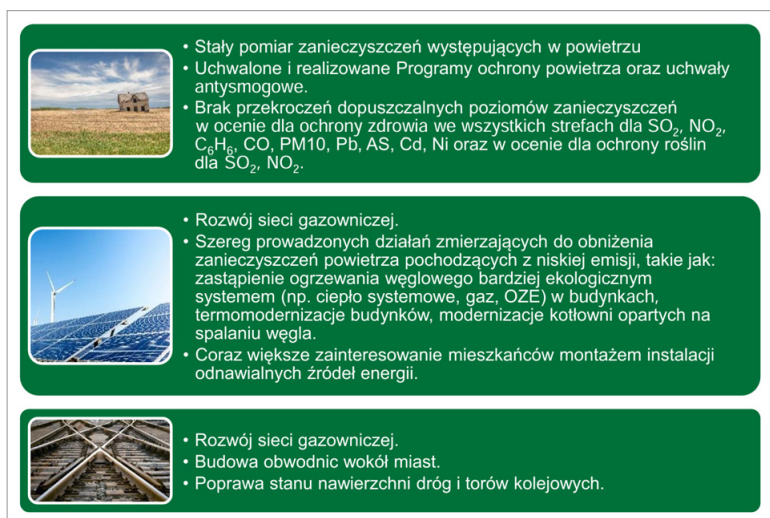 • Stały pomiar zanieczyszczeń występujących w powietrzu
• Uchwalone i realizowane Programy ochrony powietrza oraz uchwały
antysmogowe.
• Brak przekroczeń dopuszczalnych poziomów zanieczyszczeń
w ocenie dla ochrony zdrowia we wszystkich strefach dla SO₂, NO₂,
C₆H₆, CO, PM10, Pb, AS, Cd, Ni oraz w ocenie dla ochrony roślin
dla SO₂, NO₂.
• Rozwój sieci gazowniczej.
• Szereg prowadzonych działań zmierzających do obniżenia
zanieczyszczeń powietrza pochodzących z niskiej emisji, takie jak:
zastąpienie ogrzewania węglowego bardziej ekologicznym
systemem (np. ciepło systemowe, gaz, OZE) w budynkach,
termomodernizacje budynków, modernizacje kotłowni opartych na
spalaniu węgla.
• Coraz większe zainteresowanie mieszkańców montażem instalacji
odnawialnych źródeł energii.
• Rozwój sieci gazowniczej.
• Budowa obwodnic wokół miast.
• Poprawa stanu nawierzchni dróg i torów kolejowych.